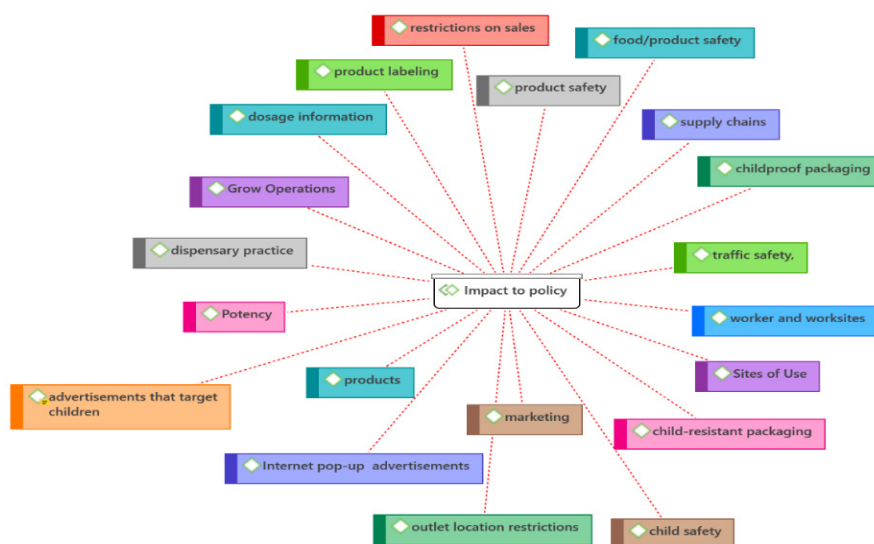 restrictions on sales
food/product safety
product labeling
product safety
dosage information
supply chains
childproof packaging
Grow Operations
dispensary practice
traffic safety,
Impact to policy
Potency
worker and worksites
Sites of Use
products
advertisements that target
children
marketing
child-resistant packaging
Internet pop-up advertisements
outlet location restrictions
child safety